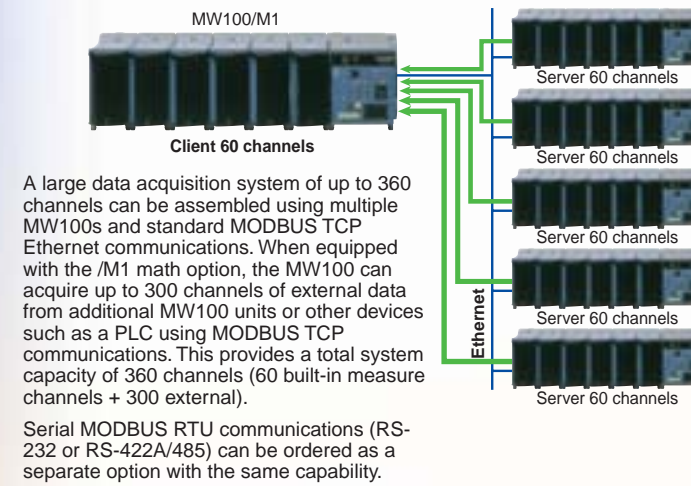 MW100/M1
Client 60 channels
Server 60 channels
Server 60 channels
Server 60 channels
Server 60 channels
Server 60 channels
Ethernet
A large data acquisition system of up to 360
channels can be assembled using multiple
MW100s and standard MODBUS TCP
Ethernet communications. When equipped
with the /M1 math option, the MW100 can
acquire up to 300 channels of external data
from additional MW100 units or other devices
such as a PLC using MODBUS TCP
communications. This provides a total system
capacity of 360 channels (60 built-in measure
channels + 300 external).
Serial MODBUS RTU communications (RS-
232 or RS-422A/485) can be ordered as a
separate option with the same capability.